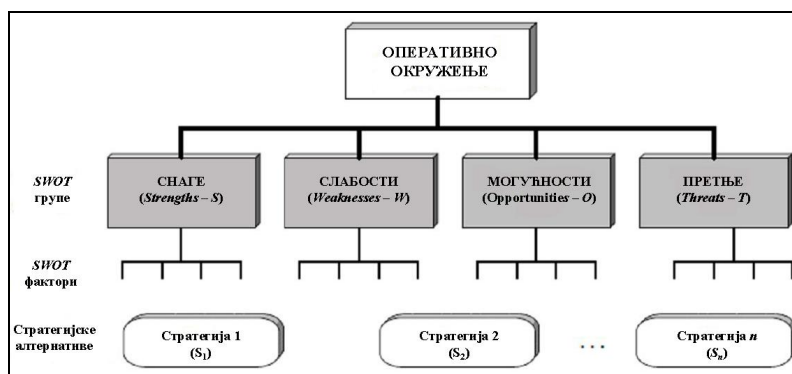 ОПЕРАТИВНО
ОКРУЖЕЊЕ
SWOT
групе
СНАГЕ
(Strengths – S)
СЛАБОСТИ
(Weaknesses – W)
МОГУЋНОСТИ
(Opportunities – O)
ПРЕТЊЕ
(Threats – T)
SWOT
фактори
Стратегијске
алтернативе
Стратегија 1
(S₁)
Стратегија 2
(S₂)
...
Стратегија n
(Sₙ)